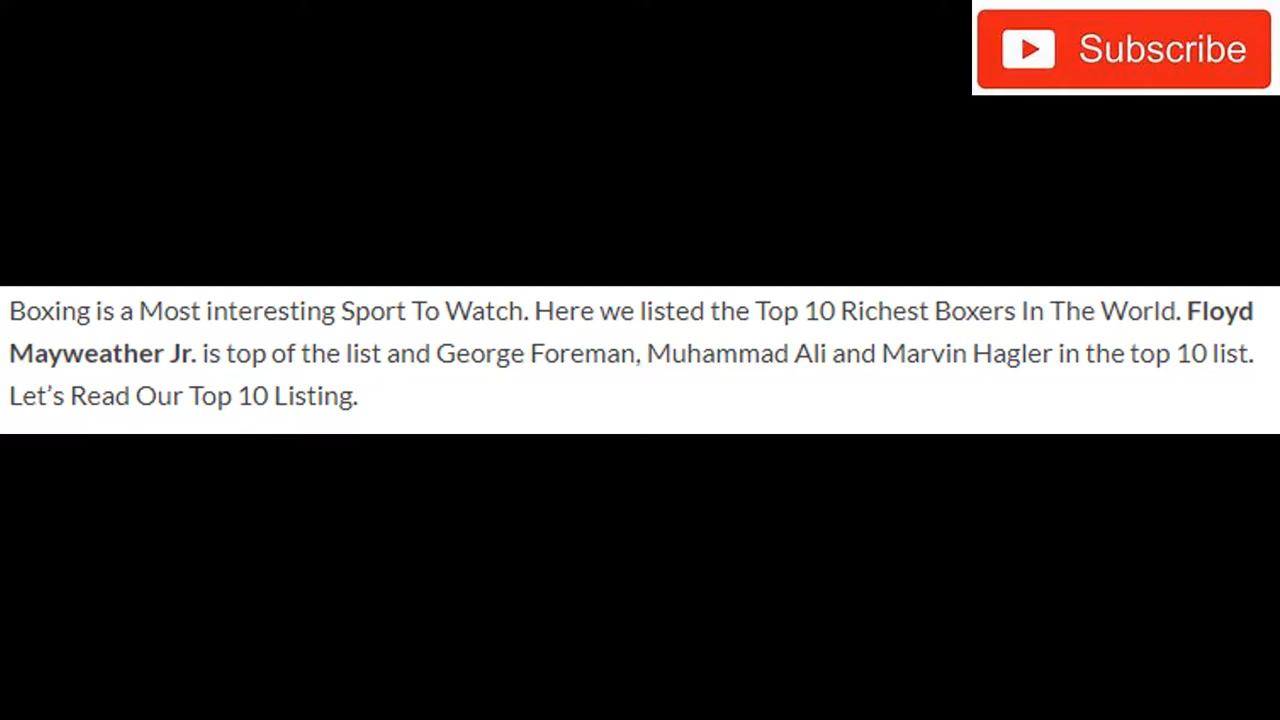 Subscribe
Boxing is a Most interesting Sport To Watch. Here we listed the Top 10 Richest Boxers In The World. Floyd
Mayweather Jr. is top of the list and George Foreman, Muhammad Ali and Marvin Hagler in the top 10 list.
Let’s Read Our Top 10 Listing.